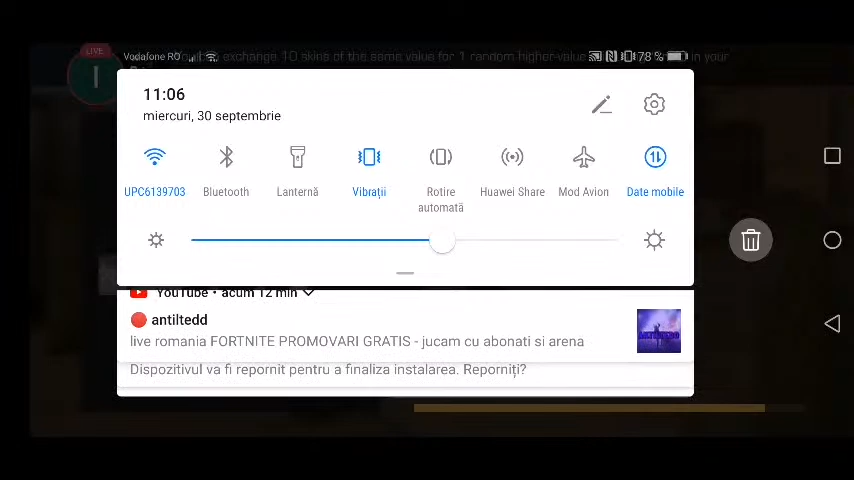 LIVE
Vodafone RO
exchange 10 skins of the same value for 1 random higher-value
in your
78 %
11:06
miercuri, 30 septembrie
UPC6139703
Bluetooth
Lanternă
Vibrații
Rotire automată
Huawei Share
Mod Avion
Date mobile
YouTube • acum 12 min
antiltedd
live romania FORTNITE PROMOVARI GRATIS - jucam cu abonati si arena
Dispozitivul va fi repornit pentru a finaliza instalarea. Reporniți?